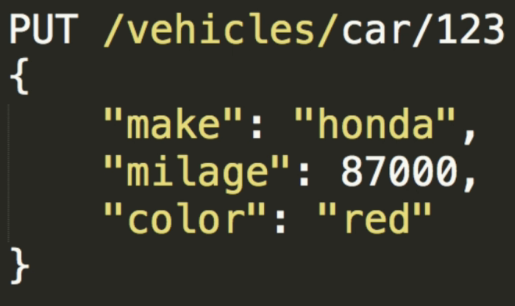 PUT /vehicles/car/123
{
"make": "honda",
"milage": 87000,
"color": "red"
}